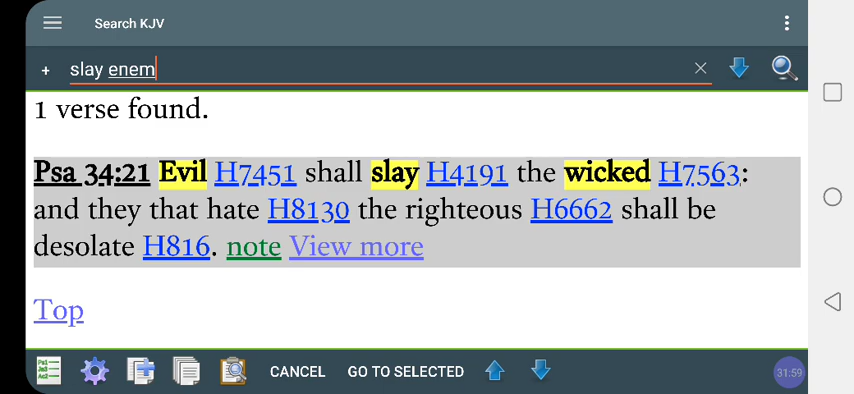 Search KJV
+ slay enem
1 verse found.
Psa 34:21 Evil H7451 shall slay H4191 the wicked H7563:
and they that hate H8130 the righteous H6662 shall be
desolate H816. note View more
Top
CANCEL GO TO SELECTED 31:59